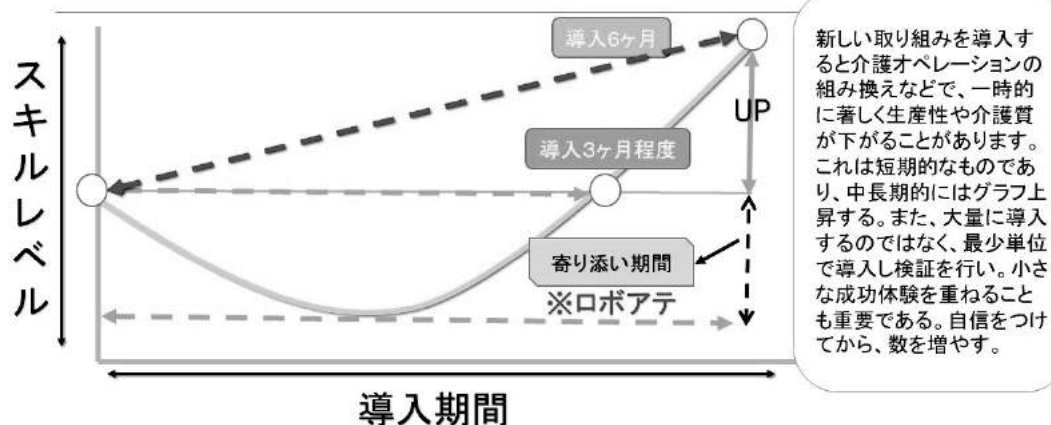 スキルレベル
導入6ヶ月
UP
導入3ヶ月程度
寄り添い期間
※ロボアテ
導入期間
新しい取り組みを導入す
ると介護オペレーションの
組み換えなどで、一時的
に著しく生産性や介護質
が下がることがあります。
これは短期的なものであ
り、中長期的にはグラフ上
昇する。また、大量に導入
するのではなく、最少単位
で導入し検証を行い。小さ
な成功体験を重ねること
も重要である。自信をつけ
てから、数を増やす。